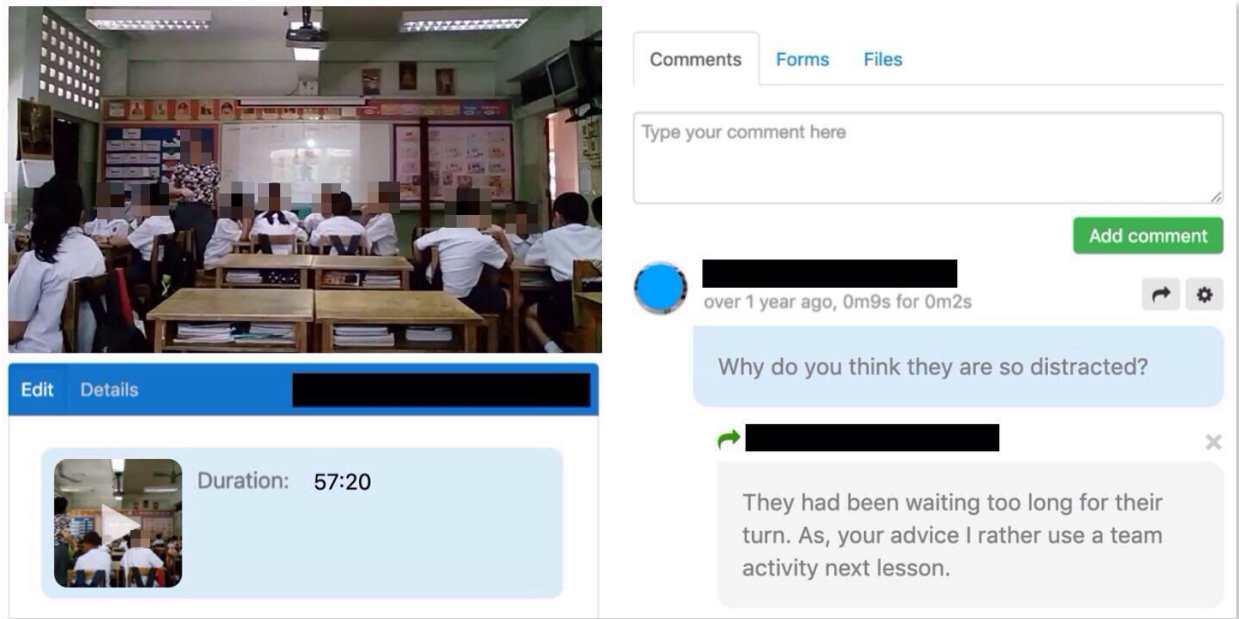 Edit Details
Duration: 57:20
Comments Forms Files
Type your comment here
Add comment
over 1 year ago, 0m9s for 0m2s
Why do you think they are so distracted?
They had been waiting too long for their
turn. As, your advice I rather use a team
activity next lesson.